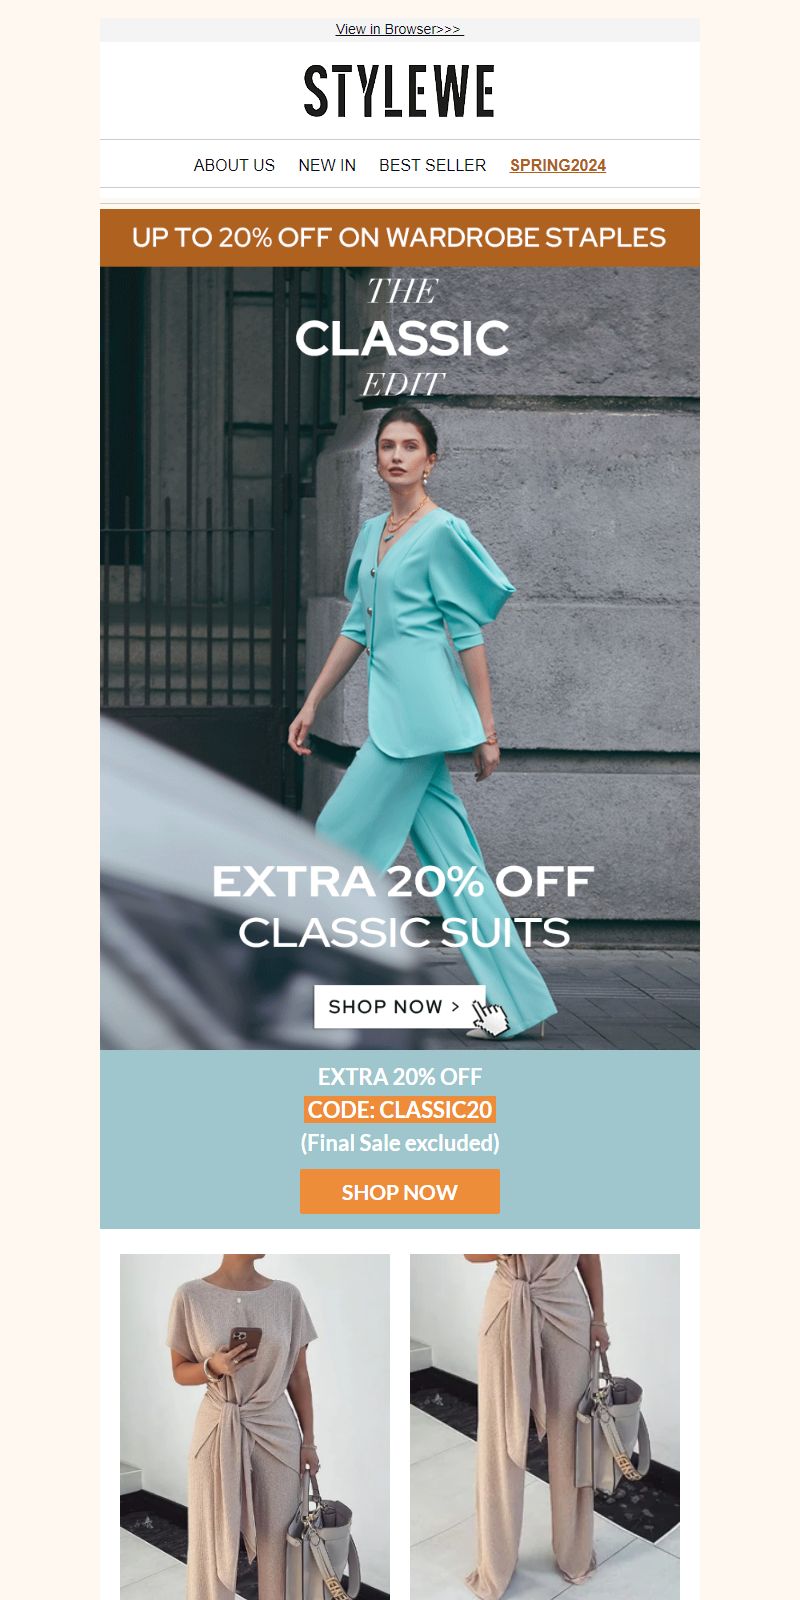 View in Browser>>>
STYLEWE
ABOUT US NEW IN BEST SELLER SPRING2024
UP TO 20% OFF ON WARDROBE STAPLES
THE
CLASSIC
EDIT
EXTRA 20% OFF
CLASSIC SUITS
SHOP NOW >
EXTRA 20% OFF
CODE: CLASSIC20
(Final Sale excluded)
SHOP NOW